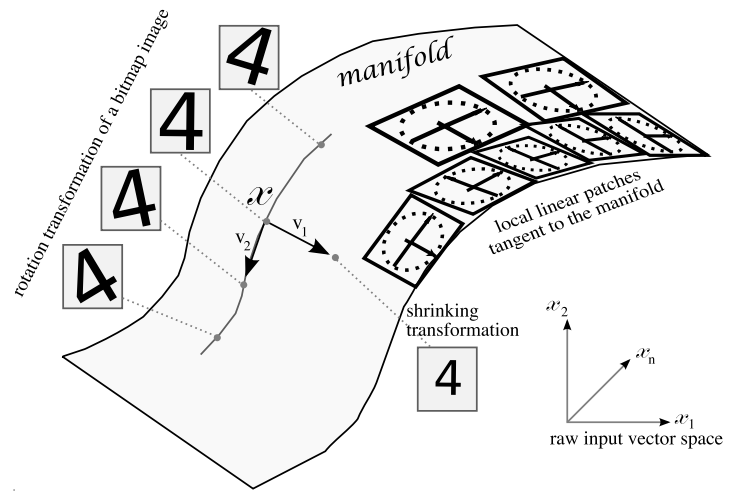 rotation transformation of a bitmap image
4
4
4
4
manifold
x
v1
v2
local linear patches
tangent to the manifold
shrinking
transformation
4
x2
xn
x1
raw input vector space